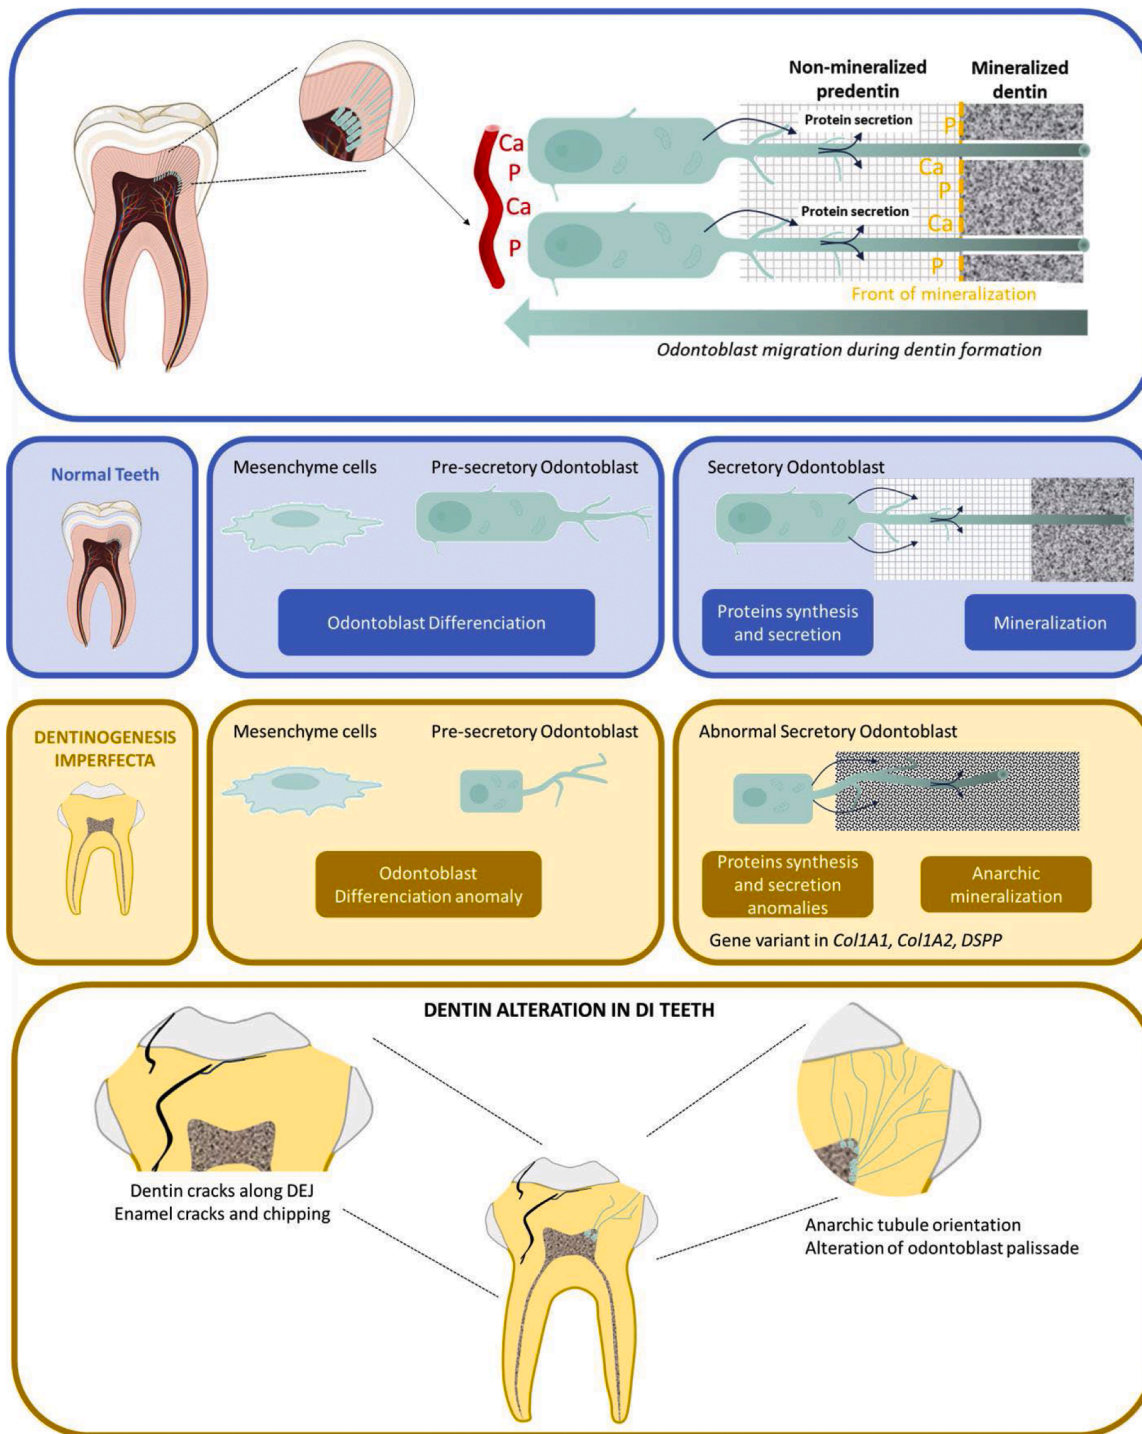 Non-mineralized
predentin
Mineralized
dentin
Protein secretion
P
Ca
P
Ca
P
Ca
P
Protein secretion
Ca
P
Front of mineralization
Odontoblast migration during dentin formation
Normal Teeth
Mesenchyme cells
Pre-secretory Odontoblast
Odontoblast Differenciation
Secretory Odontoblast
Proteins synthesis
and secretion
Mineralization
DENTINOGENESIS
IMPERFECTA
Mesenchyme cells
Pre-secretory Odontoblast
Odontoblast
Differenciation anomaly
Abnormal Secretory Odontoblast
Proteins synthesis
and secretion
anomalies
Anarchic
mineralization
Gene variant in Col1A1, Col1A2, DSPP
DENTIN ALTERATION IN DI TEETH
Dentin cracks along DEJ
Enamel cracks and chipping
Anarchic tubule orientation
Alteration of odontoblast palissade